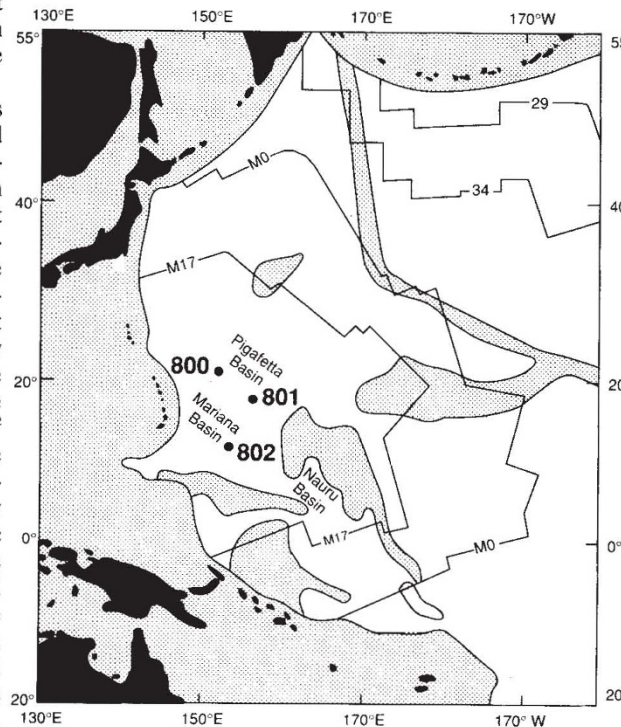 130°E 150°E 170°E 170°W
55° 55
29
M0
34
40° 40
M17
Pigafetta
Basin
800
801
20° 20
Mariana
Basin
802
Nauru
Basin
0° 0°
M17
M0
20° 20
130°E 150°E 170°E 170° W